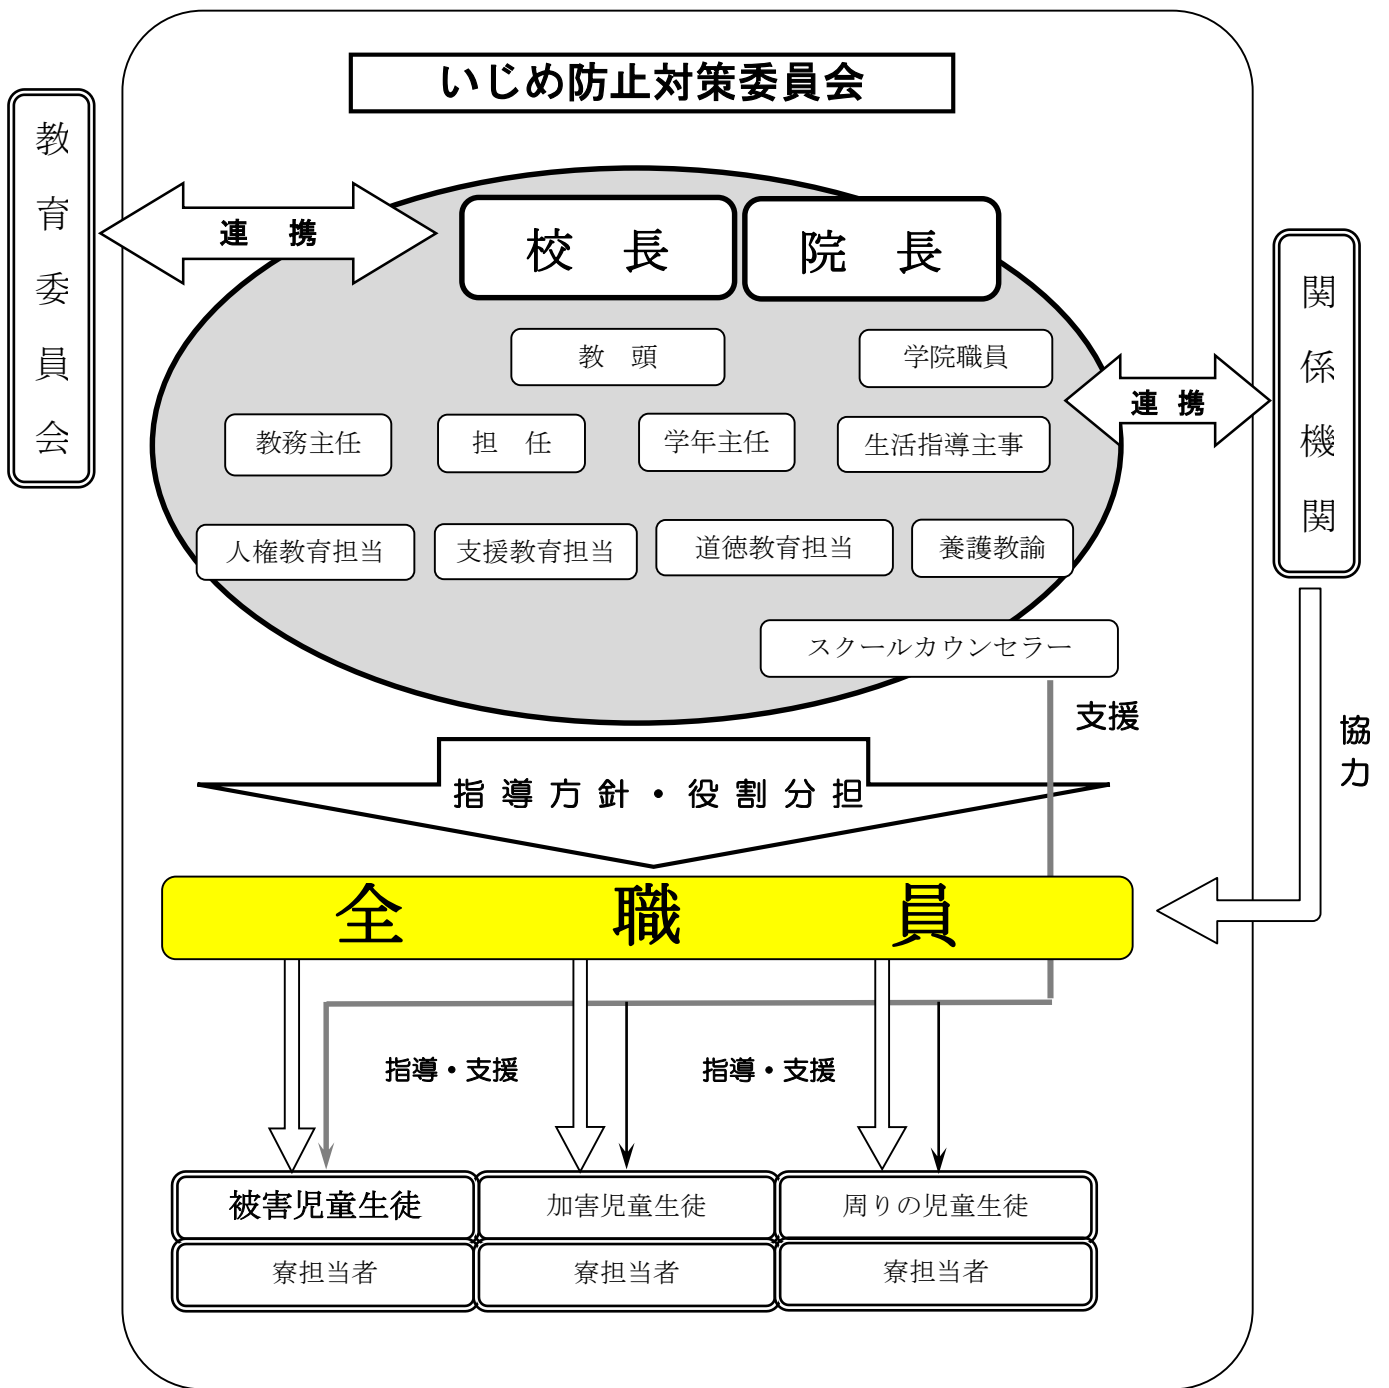 いじめ防止対策委員会
教育委員会
連 携
校 長
院 長
関係機関
教 頭
学院職員
連 携
教務主任
担 任
学年主任
生活指導主事
人権教育担当
支援教育担当
道徳教育担当
養護教諭
スクールカウンセラー
支援
協力
指導方針・役割分担
全職員
指導・支援
指導・支援
被害児童生徒
加害児童生徒
周りの児童生徒
寮担当者
寮担当者
寮担当者